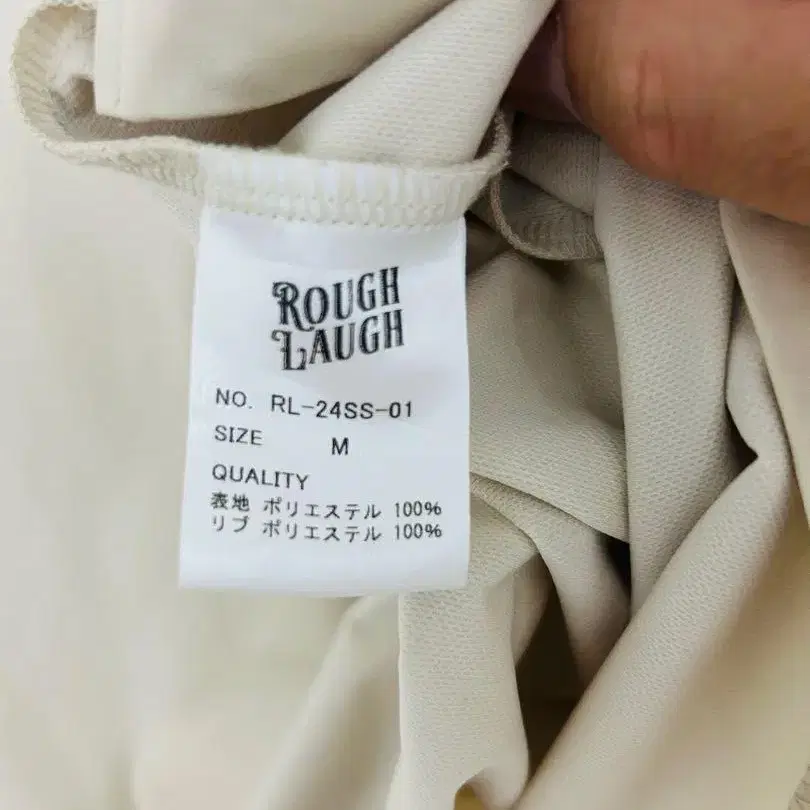 ROUGH
LAUGH
NO. RL-24SS-01
SIZE M
QUALITY
表地 ポリエステル 100%
リブ ポリエステル 100%